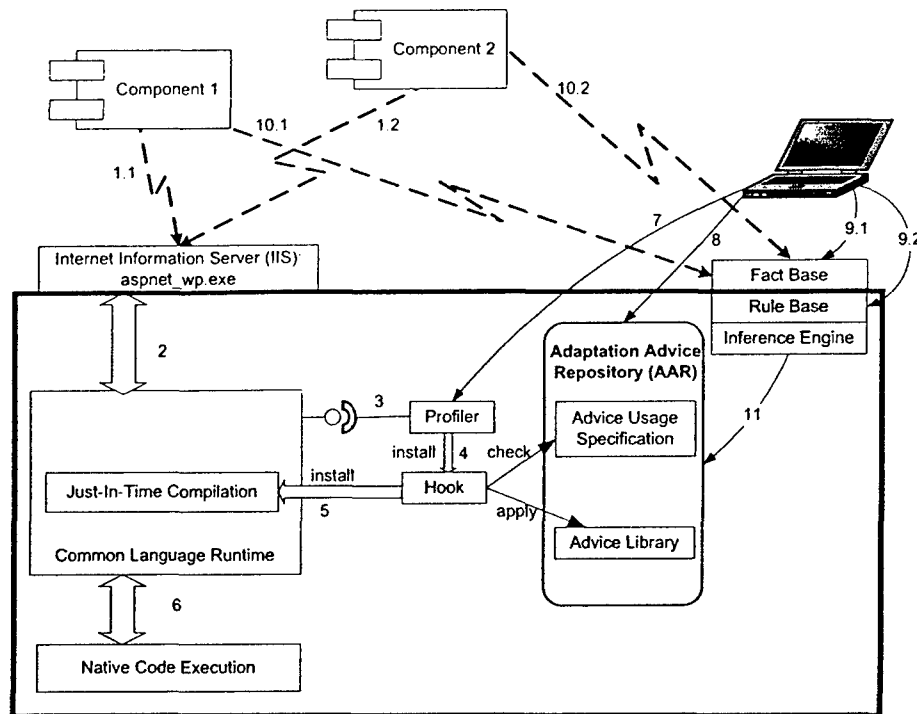 Component 2
Component 1
10.2
10.1
1.2
1.1
7
8
9.1
9.2
Internet Information Server (IIS)
aspnet_wp.exe
Fact Base
Rule Base
Inference Engine
2
Adaptation Advice
Repository (AAR)
3
Profiler
11
Advice Usage
Specification
install
4
check
install
Just-In-Time Compilation
Hook
5
apply
Advice Library
Common Language Runtime
6
Native Code Execution